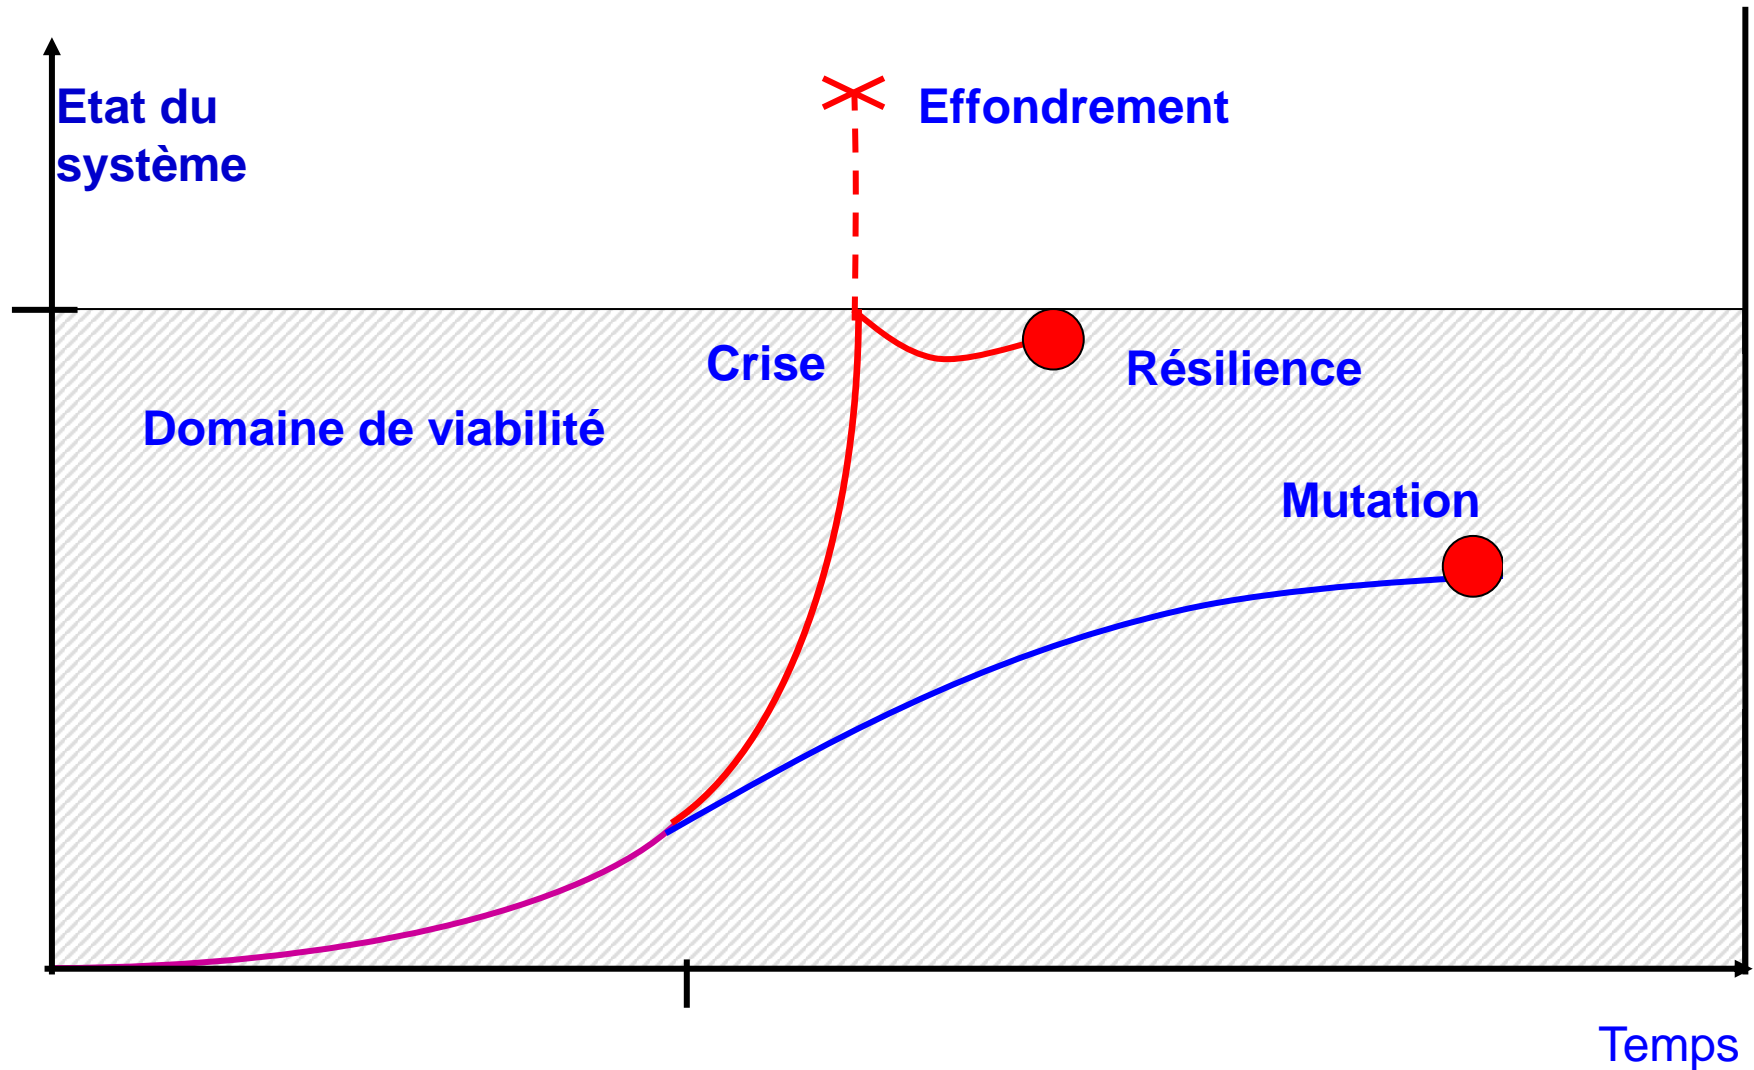 Etat du
système
Effondrement
Crise
Résilience
Domaine de viabilité
Mutation
Temps